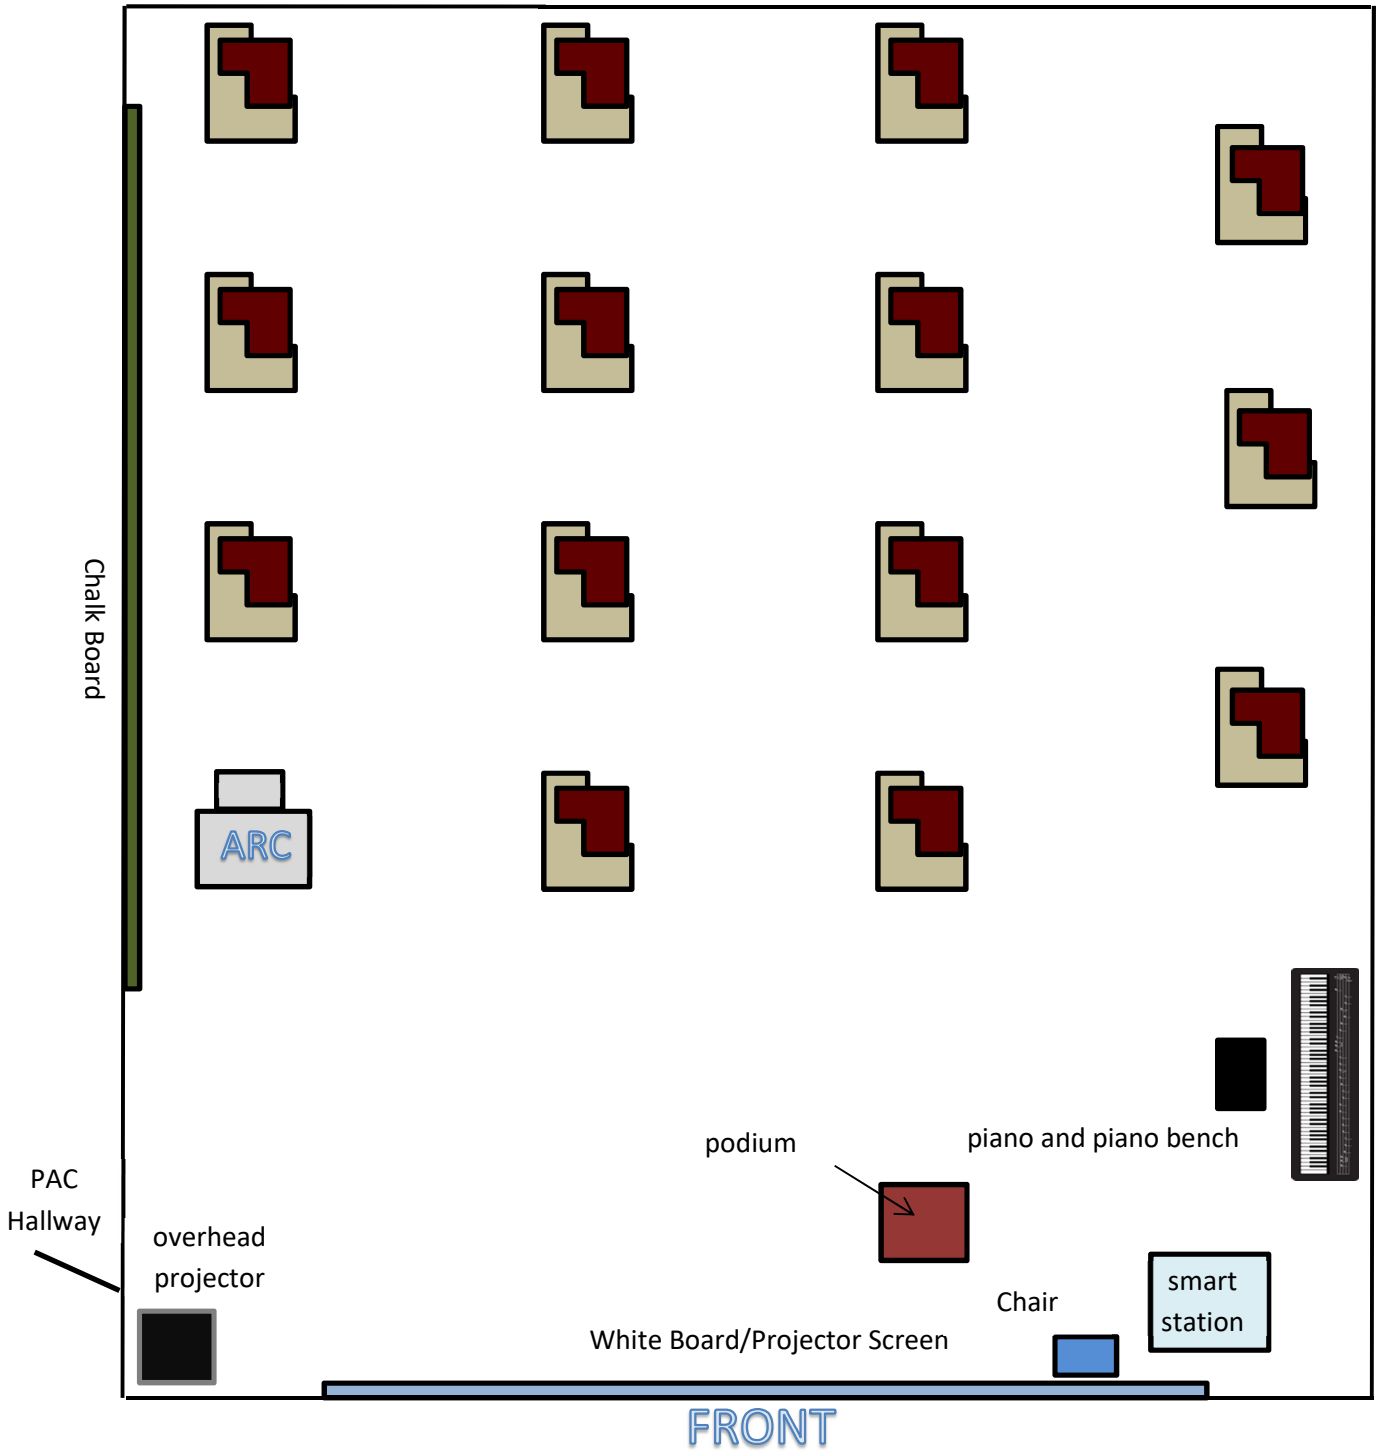 Chalk Board
ARC
podium
piano and piano bench
PAC
Hallway
overhead
projector
smart
station
Chair
White Board/Projector Screen
FRONT